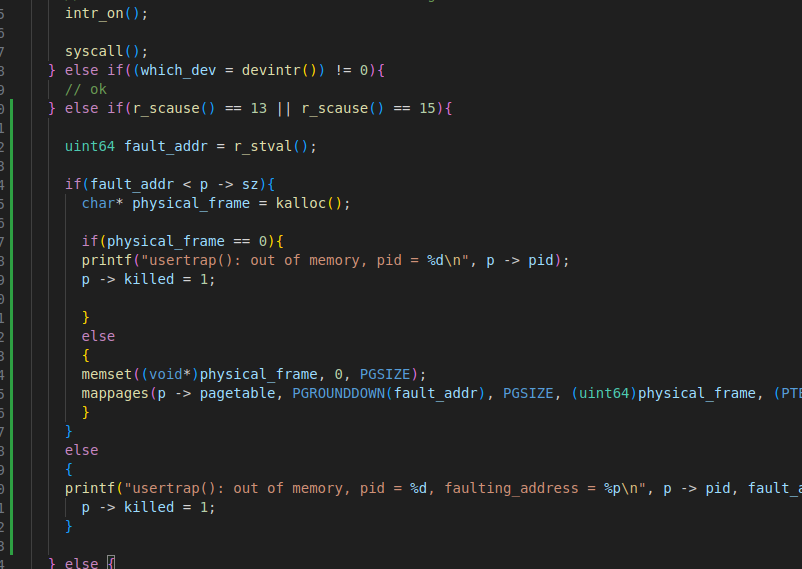 intr_on();
syscall();
} else if((which_dev = devintr()) != 0){
// ok
} else if(r_scause() == 13 || r_scause() == 15){
uint64 fault_addr = r_stval();
if(fault_addr < p -> sz){
char* physical_frame = kalloc();
if(physical_frame == 0){
printf("usertrap(): out of memory, pid = %d\n", p -> pid);
p -> killed = 1;
}
else
{
memset((void*)physical_frame, 0, PGSIZE);
mappages(p -> pagetable, PGROUNDDOWN(fault_addr), PGSIZE, (uint64)physical_frame, (PTE
}
}
else
{
printf("usertrap(): out of memory, pid = %d, faulting_address = %p\n", p -> pid, fault_a
p -> killed = 1;
}
} else {